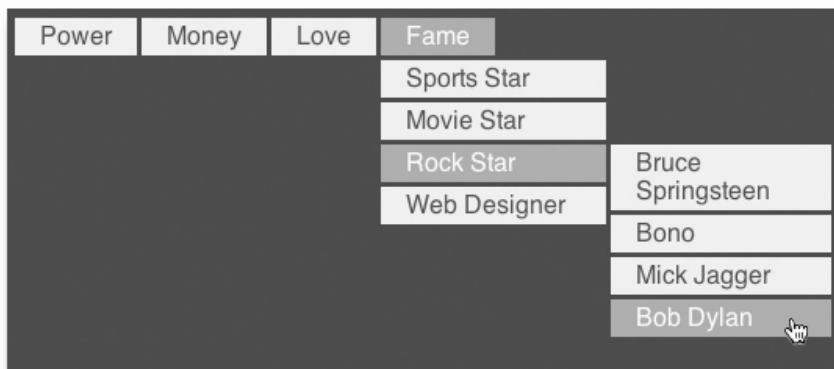 Power Money Love Fame
Sports Star
Movie Star
Rock Star
Web Designer
Bruce
Springsteen
Bono
Mick Jagger
Bob Dylan